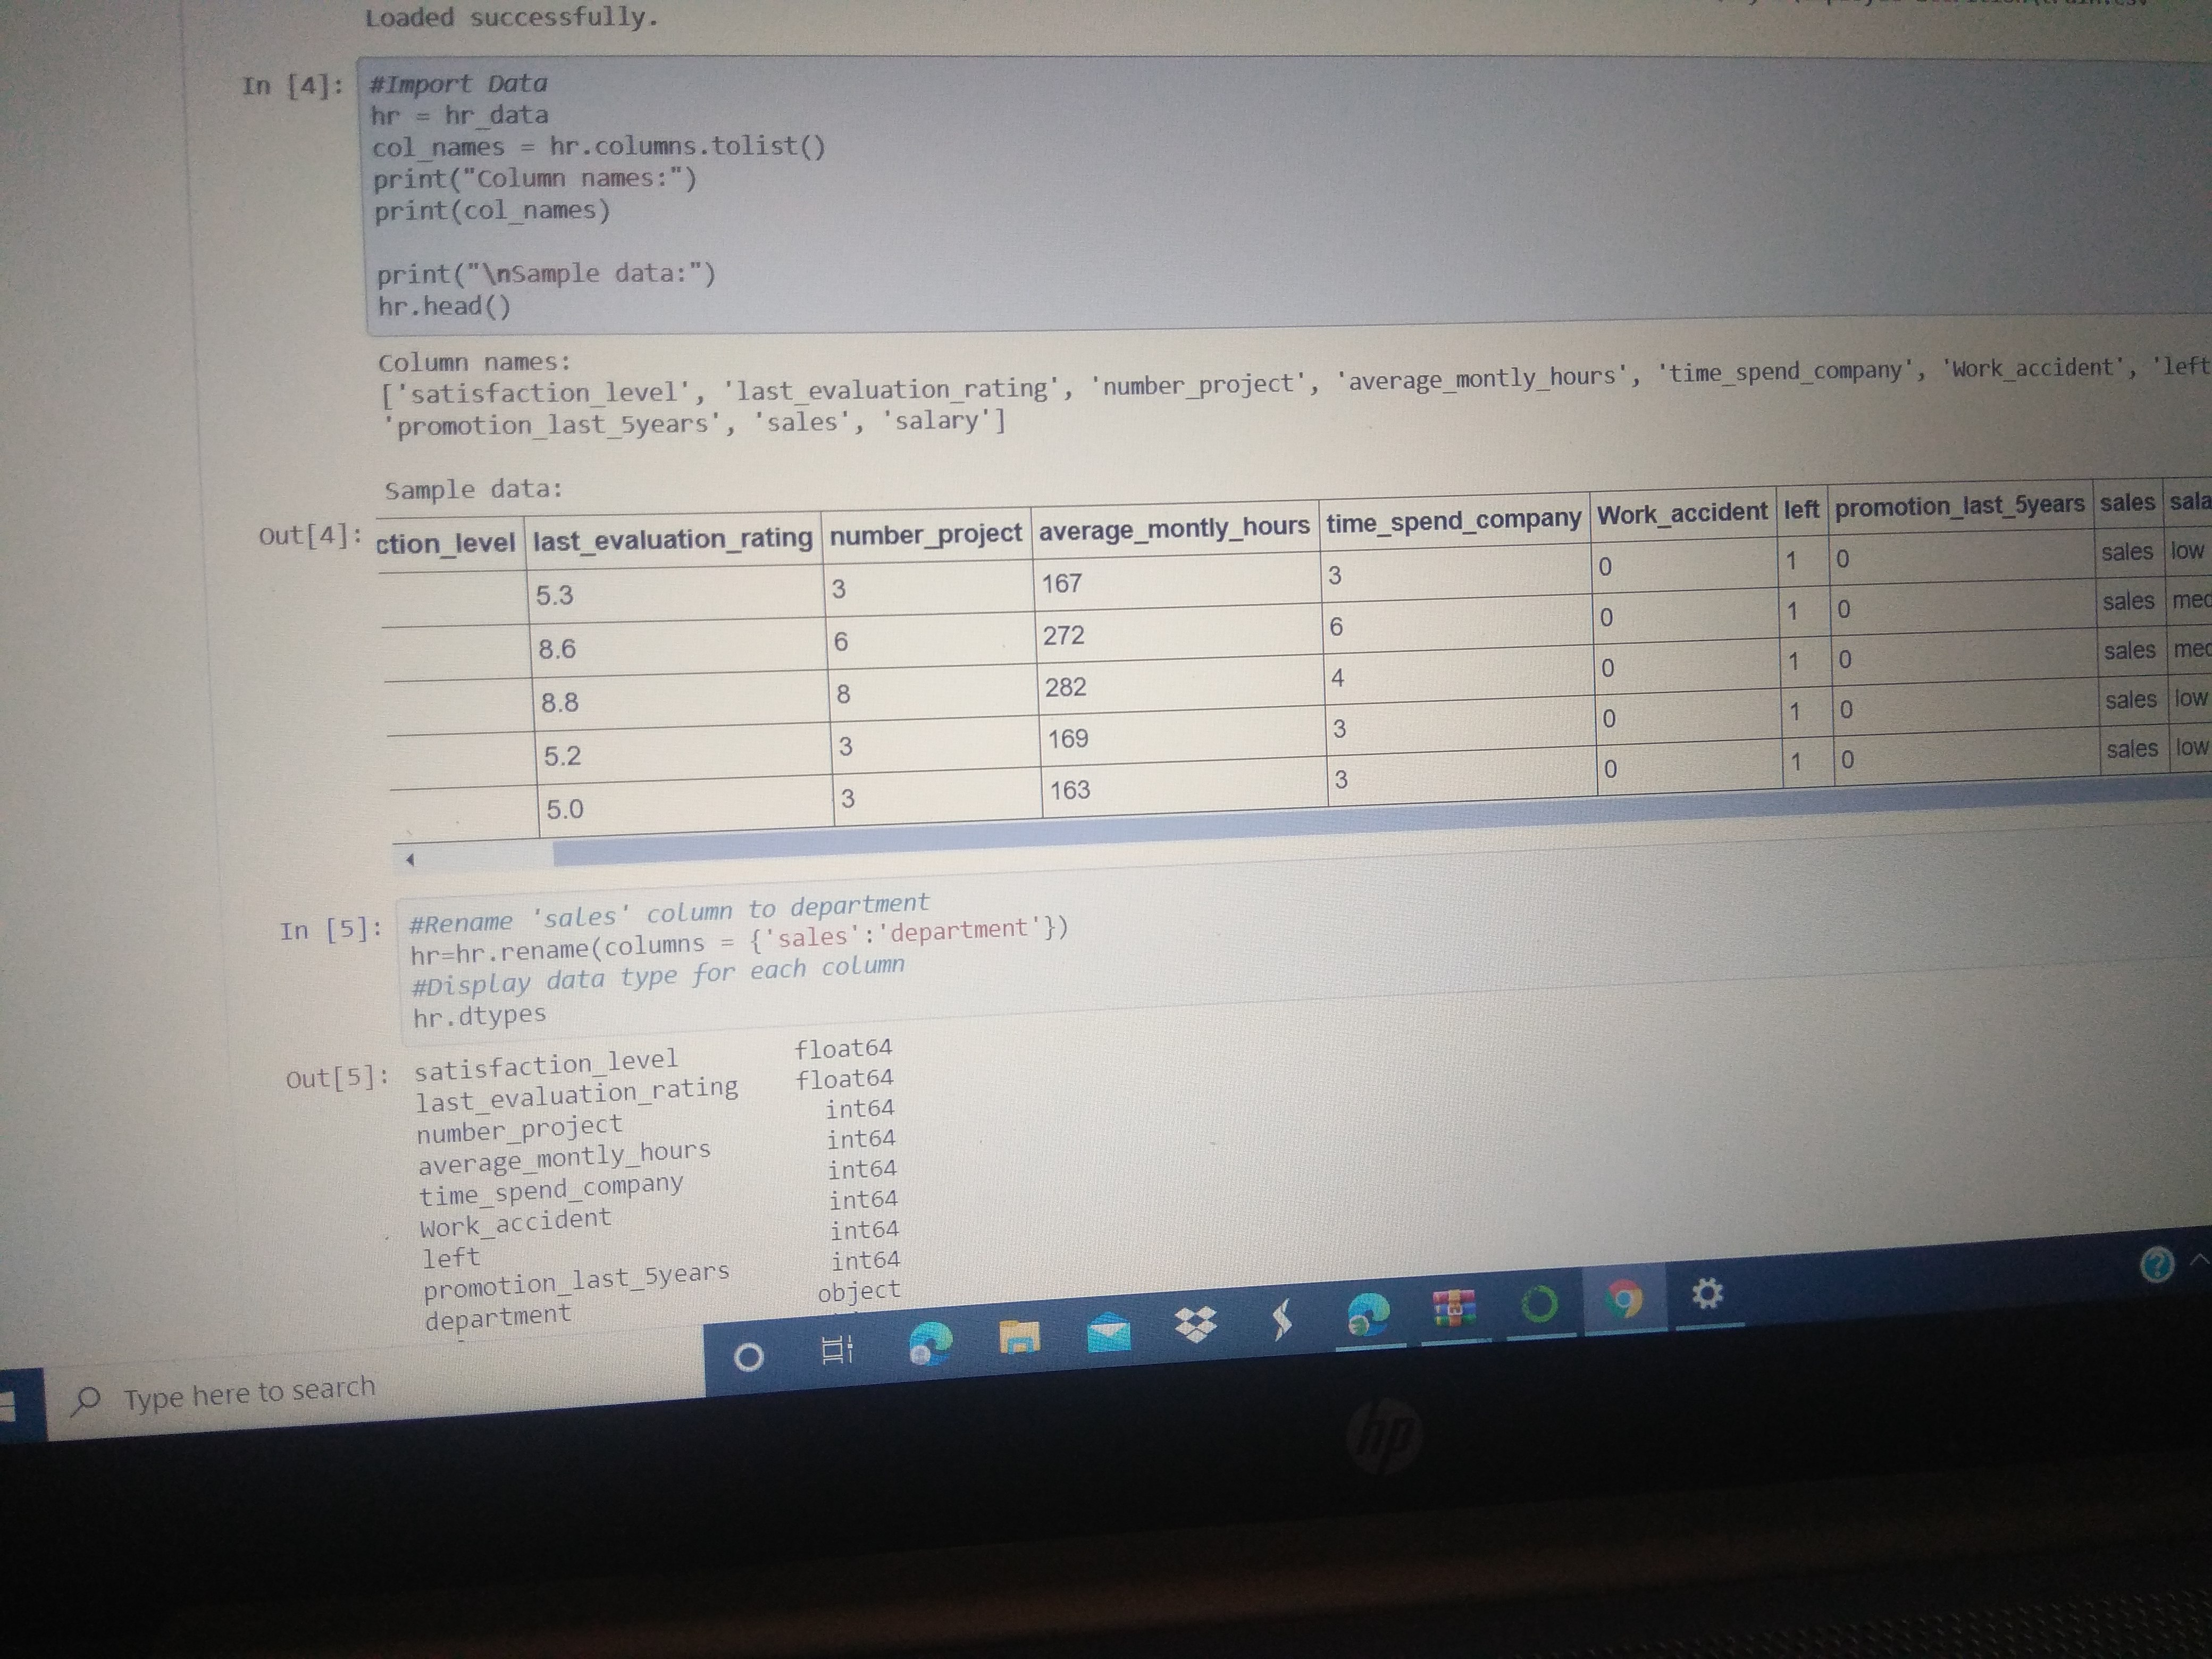 Loaded successfully.
In [4]:
#Import Data
hr = hr_data
col_names = hr.columns.tolist()
print("Column names:")
print(col_names)
print("\nSample data:")
hr.head()
Column names:
['satisfaction_level', 'last_evaluation_rating', 'number_project', 'average_montly_hours', 'time_spend_company', 'Work_accident', 'left
'promotion_last_5years', 'sales', 'salary']
Sample data:
Out[4]:
ction_level last_evaluation_rating number_project average_montly_hours time_spend_company Work_accident left promotion_last_5years sales sala
5.3 3 167 3 0 1 0 sales low
8.6 6 272 6 0 1 0 sales med
8.8 8 282 4 0 1 0 sales med
5.2 3 169 3 0 1 0 sales low
5.0 3 163 3 0 1 0 sales low
In [5]:
#Rename 'sales' column to department
hr=hr.rename(columns = {'sales':'department'})
#Display data type for each column
hr.dtypes
Out[5]:
satisfaction_level float64
last_evaluation_rating float64
number_project int64
average_montly_hours int64
time_spend_company int64
Work_accident int64
left int64
promotion_last_5years int64
department object
Type here to search
hp